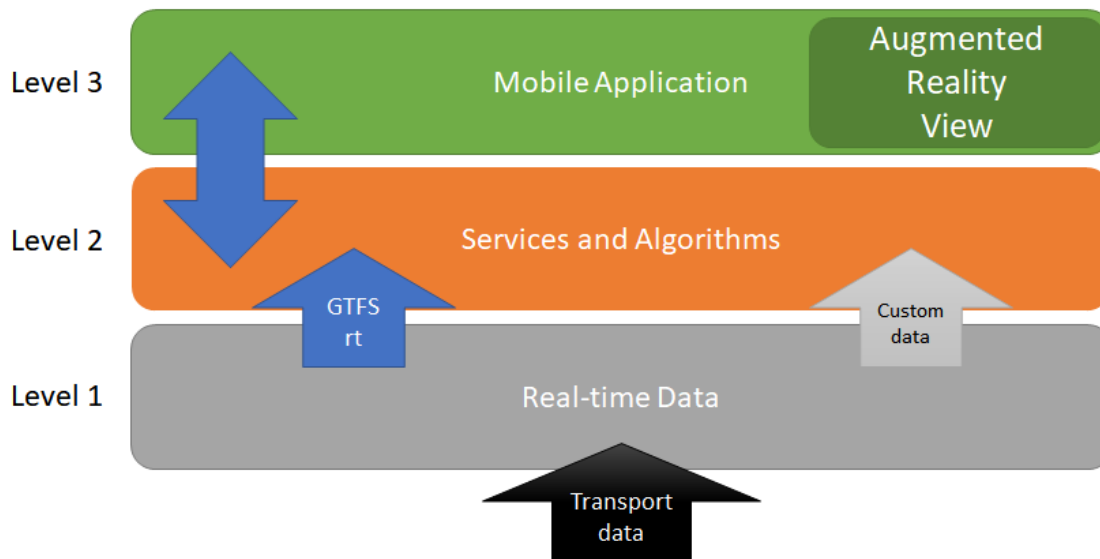 Level 3
Mobile Application
Augmented
Reality
View
Level 2
Services and Algorithms
GTFS
rt
Custom
data
Level 1
Real-time Data
Transport
data